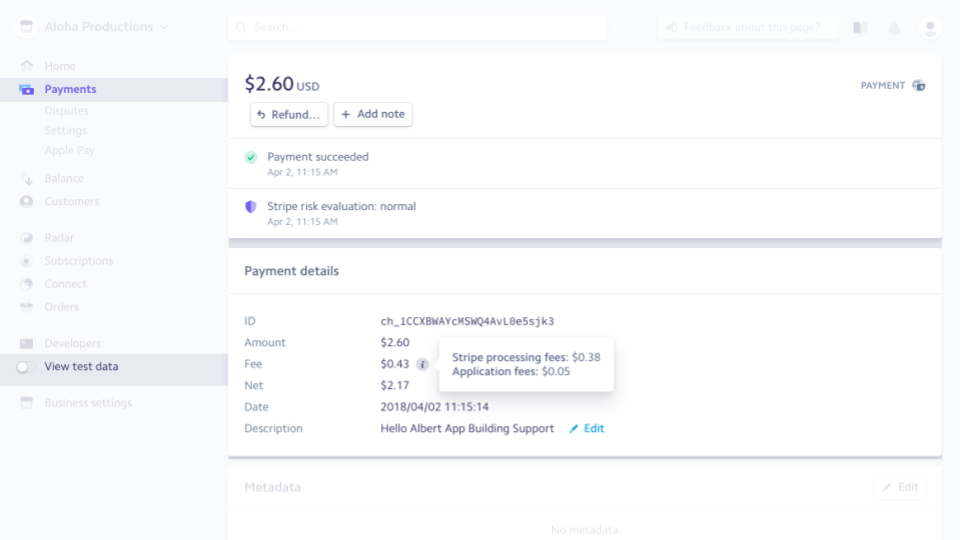 Aloha Productions
Search...
Feedback about this page?
Home
Payments
Disputes
Settings
Apple Pay
Balance
Customers
Radar
Subscriptions
Connect
Orders
Developers
View test data
Business settings
$2.60 USD
PAYMENT
Refund...
+ Add note
Payment succeeded
Apr 2, 11:15 AM
Stripe risk evaluation: normal
Apr 2, 11:15 AM
Payment details
ID ch_1CCXBWAYcMSWQ4AvL0e5sjk3
Amount $2.60
Fee $0.43 i
Stripe processing fees: $0.38
Application fees: $0.05
Net $2.17
Date 2018/04/02 11:15:14
Description Hello Albert App Building Support Edit
Metadata
Edit
No metadata